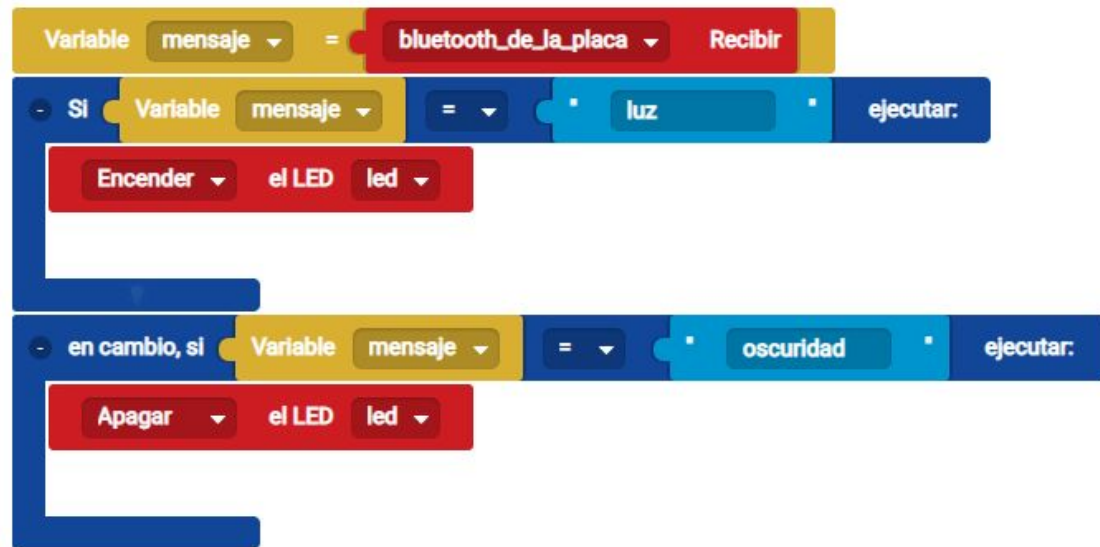 Variable mensaje = bluetooth_de_la_placa Recibir
- Si Variable mensaje = " luz " ejecutar:
Encender el LED led
- en cambio, si Variable mensaje = " oscuridad " ejecutar:
Apagar el LED led